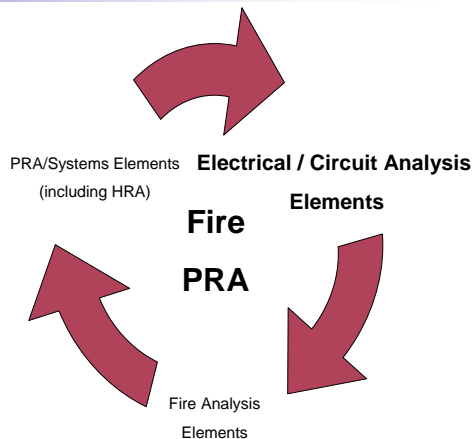 PRA/Systems Elements
(including HRA)
Electrical / Circuit Analysis
Elements
Fire
PRA
Fire Analysis
Elements